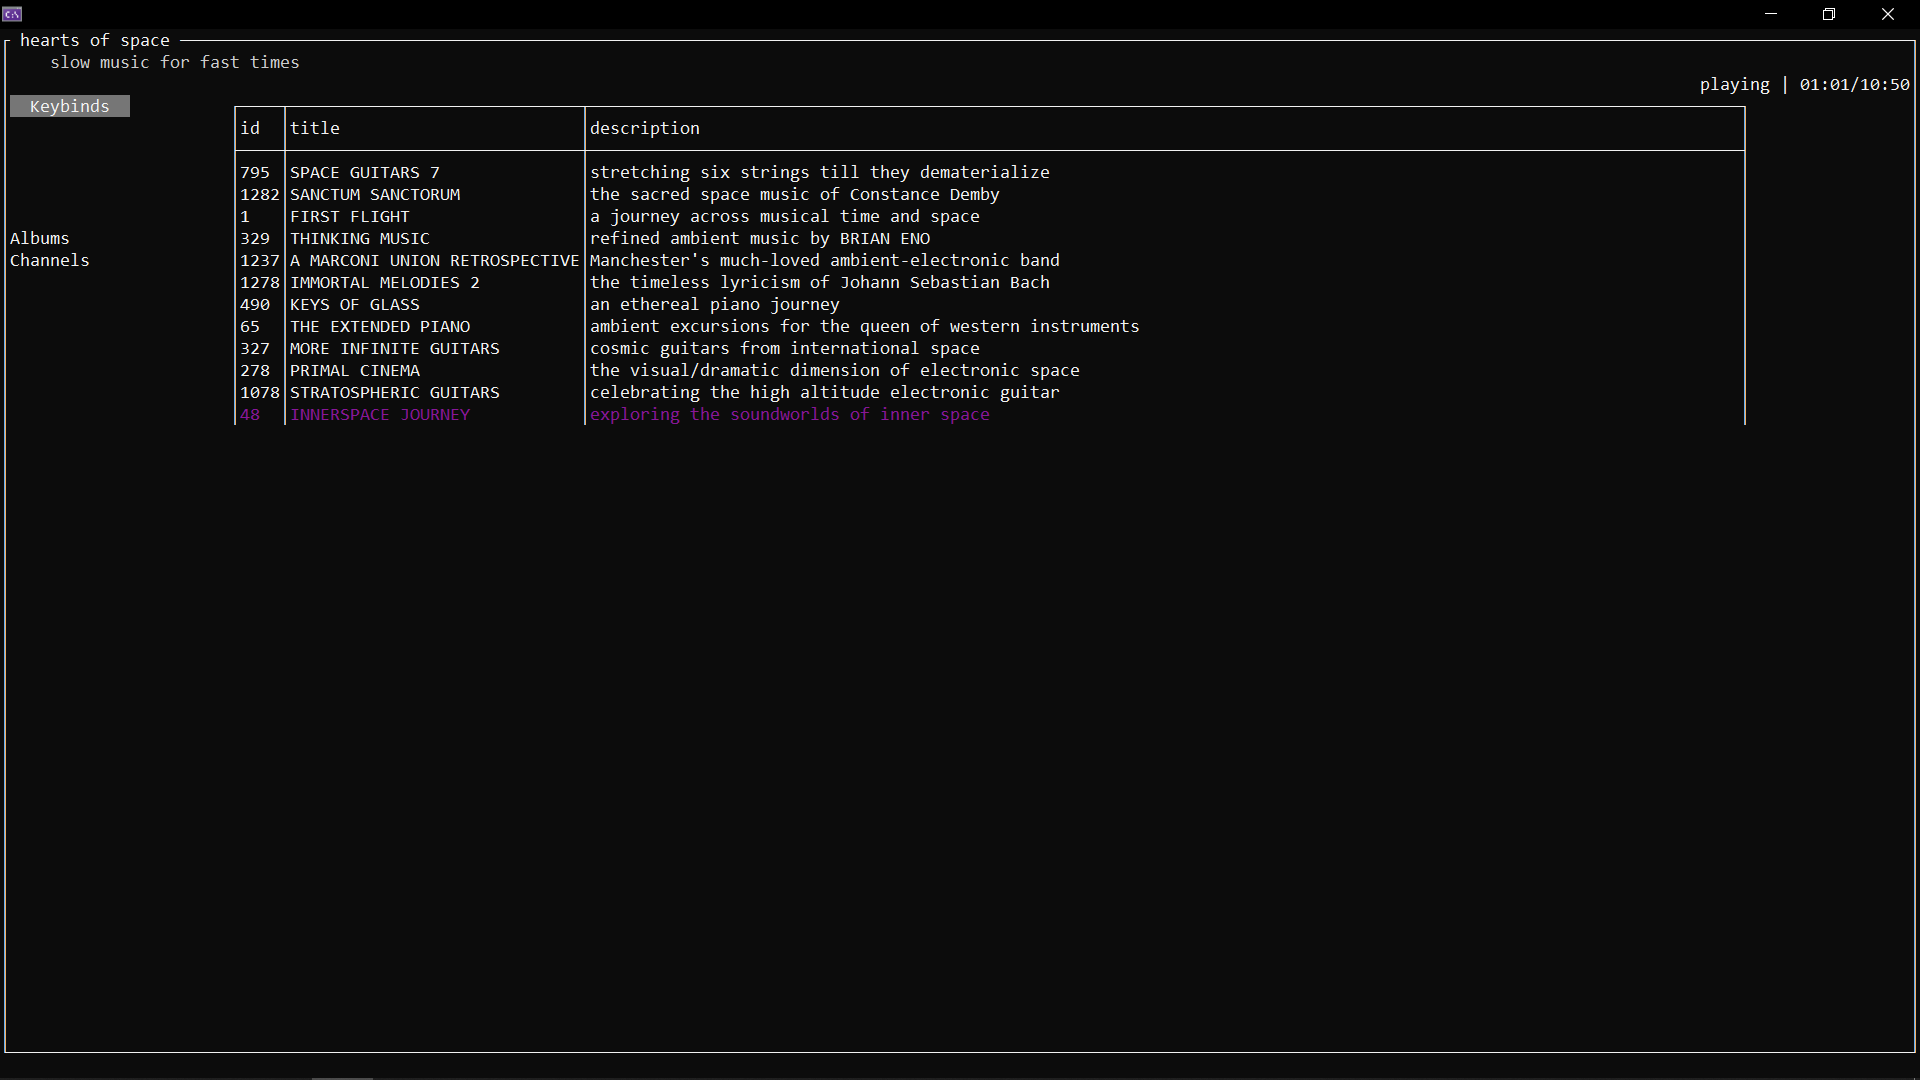 C:\
hearts of space
slow music for fast times
playing | 01:01/10:50
Keybinds
id title description
795 SPACE GUITARS 7 stretching six strings till they dematerialize
1282 SANCTUM SANCTORUM the sacred space music of Constance Demby
1 FIRST FLIGHT a journey across musical time and space
Albums
329 THINKING MUSIC refined ambient music by BRIAN ENO
Channels
1237 A MARCONI UNION RETROSPECTIVE Manchester's much-loved ambient-electronic band
1278 IMMORTAL MELODIES 2 the timeless lyricism of Johann Sebastian Bach
490 KEYS OF GLASS an ethereal piano journey
65 THE EXTENDED PIANO ambient excursions for the queen of western instruments
327 MORE INFINITE GUITARS cosmic guitars from international space
278 PRIMAL CINEMA the visual/dramatic dimension of electronic space
1078 STRATOSPHERIC GUITARS celebrating the high altitude electronic guitar
48 INNERSPACE JOURNEY exploring the soundworlds of inner space